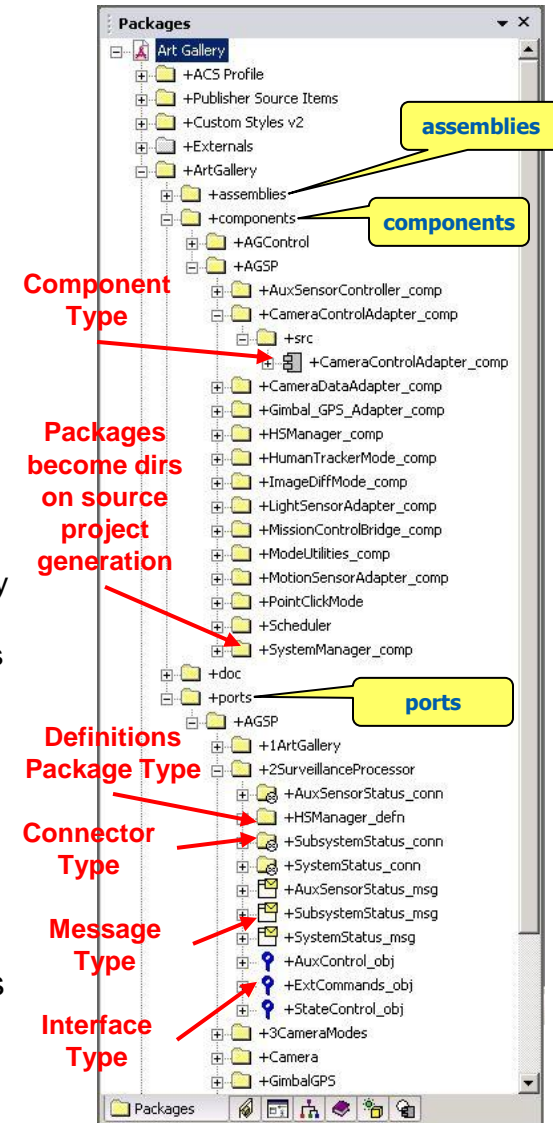 Packages
Art Gallery
+ACS Profile
+Publisher Source Items
+Custom Styles v2
+Externals
+ArtGallery
+assemblies
assemblies
+components
components
+AGControl
+AGSP
+AuxSensorController_comp
+CameraControlAdapter_comp
+src
+CameraControlAdapter_comp
Component
Type
+CameraDataAdapter_comp
+Gimbal_GPS_Adapter_comp
+HSManager_comp
+HumanTrackerMode_comp
+ImageDiffMode_comp
+LightSensorAdapter_comp
+MissionControlBridge_comp
+ModeUtilities_comp
+MotionSensorAdapter_comp
+PointClickMode
+Scheduler
+SystemManager_comp
Packages
become dirs
on source
project
generation
y
s
+doc
+ports
ports
+AGSP
+1ArtGallery
+2SurveillanceProcessor
+AuxSensorStatus_conn
+HSManager_defn
Definitions
Package Type
+SubsystemStatus_conn
Connector
Type
+SystemStatus_conn
+AuxSensorStatus_msg
+SubsystemStatus_msg
Message
Type
+SystemStatus_msg
+AuxControl_obj
+ExtCommands_obj
s
Interface
Type
+StateControl_obj
+3CameraModes
+Camera
+GimbalGPS
Packages